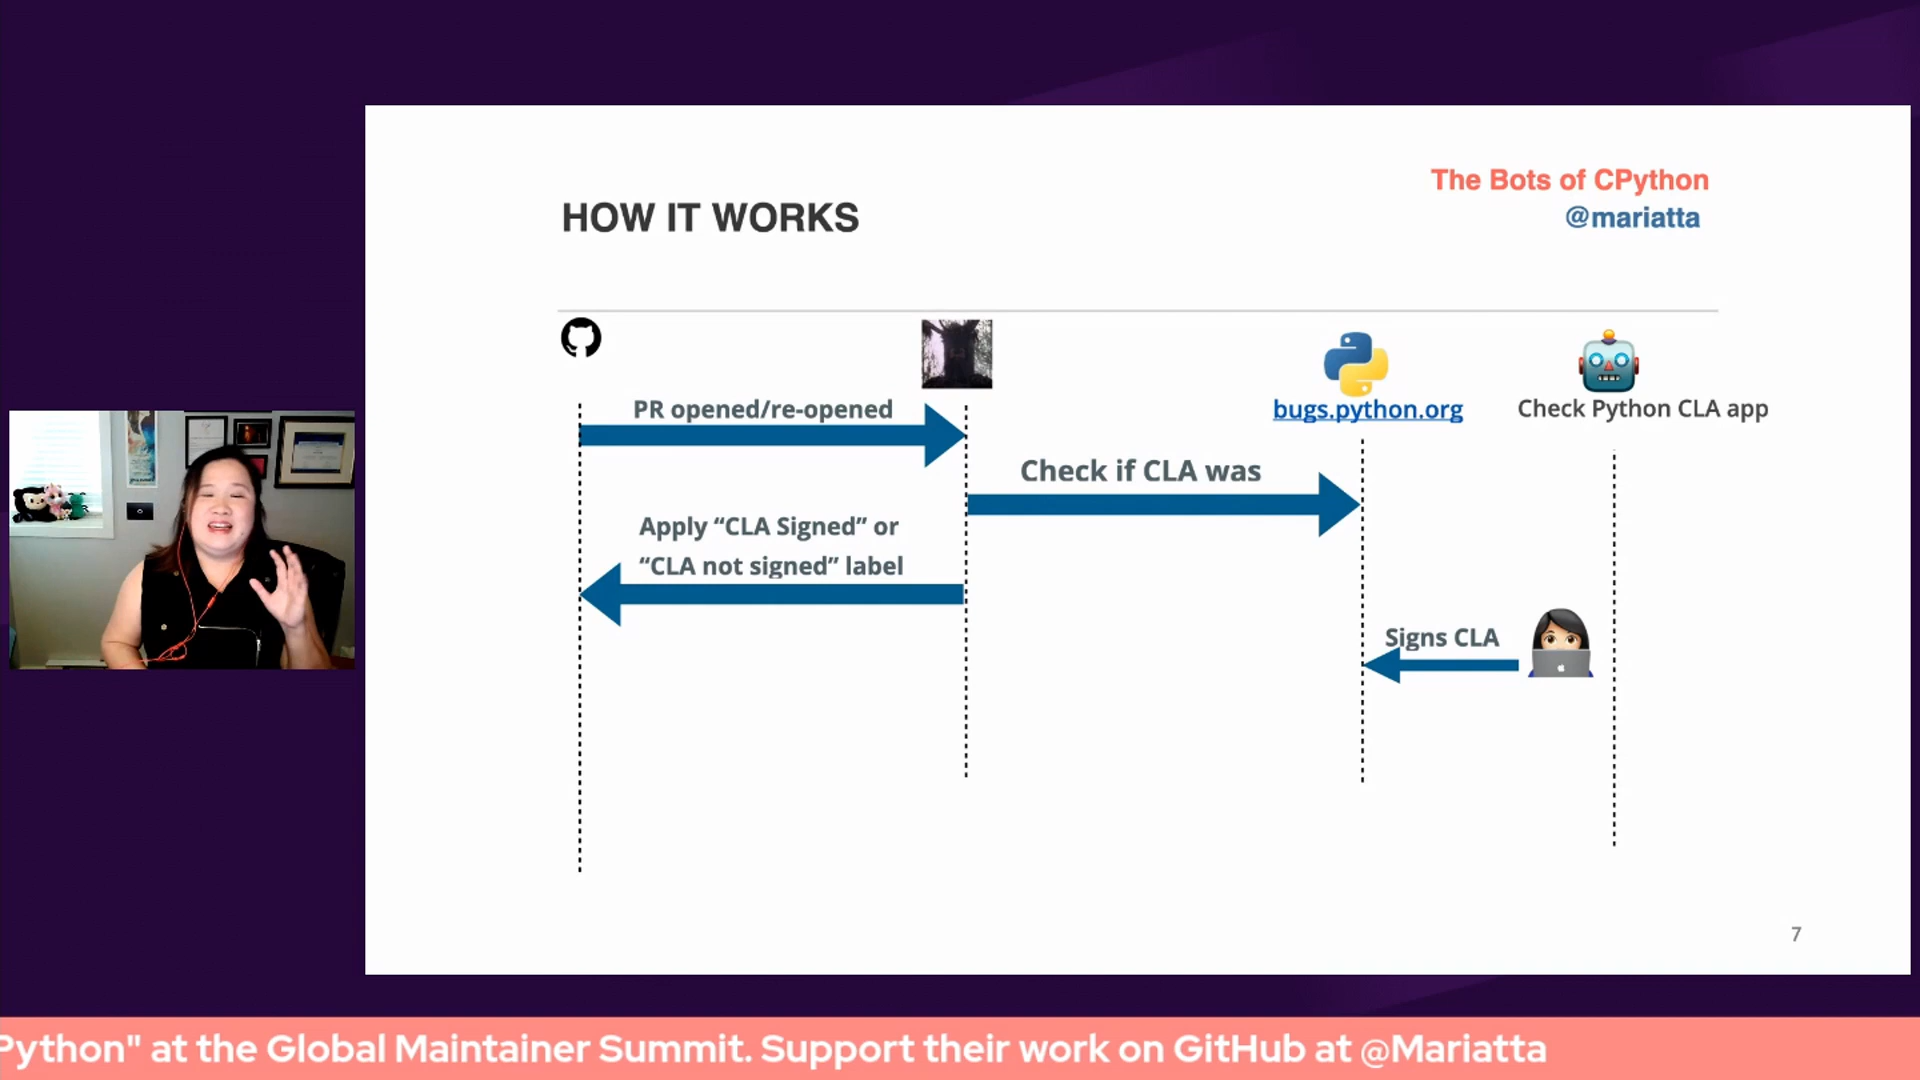 The Bots of CPython
@mariatta
HOW IT WORKS
bugs.python.org
Check Python CLA app
PR opened/re-opened
Check if CLA was
Apply “CLA Signed” or
“CLA not signed” label
Signs CLA
7
Python" at the Global Maintainer Summit. Support their work on GitHub at @Mariatta